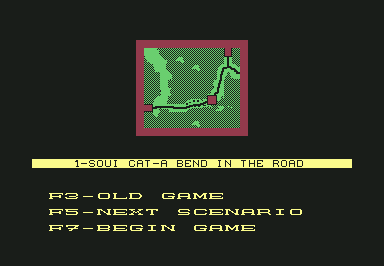 1-SOUI CAT-A BEND IN THE ROAD
F3-OLD GAME
F5-NEXT SCENARIO
F7-BEGIN GAME